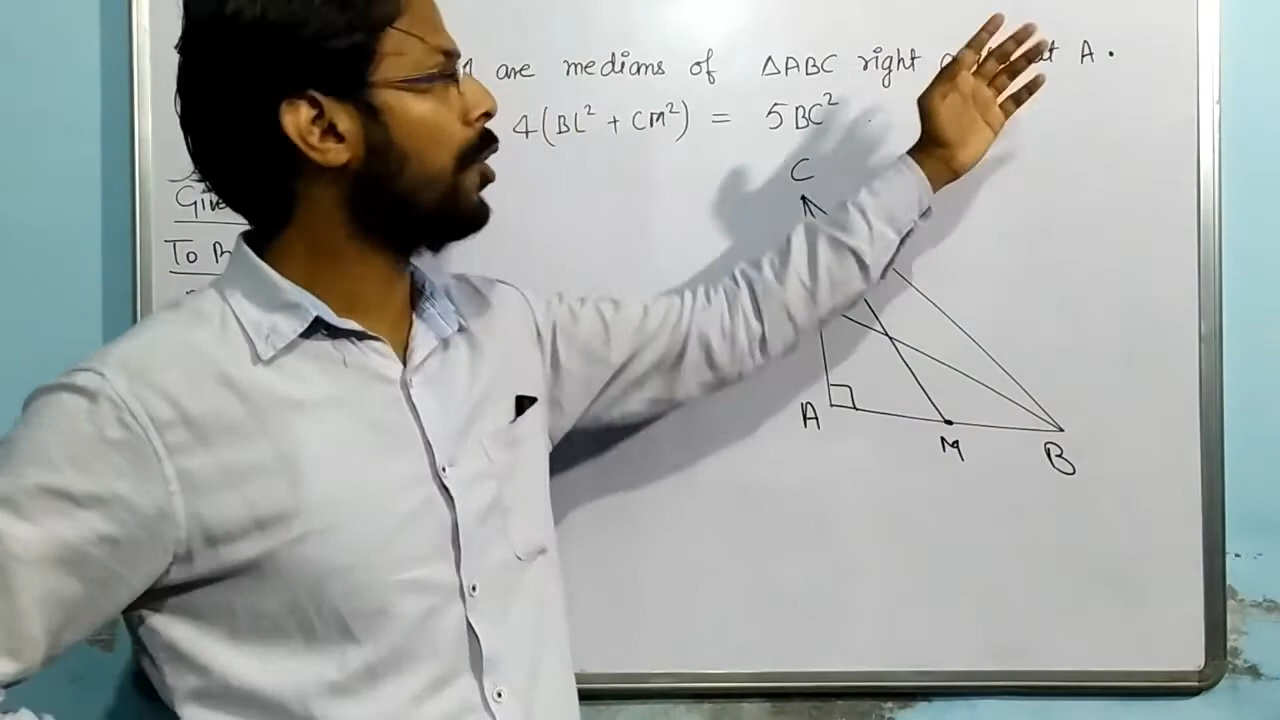 are medians of ΔABC right at A.
4(BL² + CM²) = 5BC²
C
Give
To
A
M
B